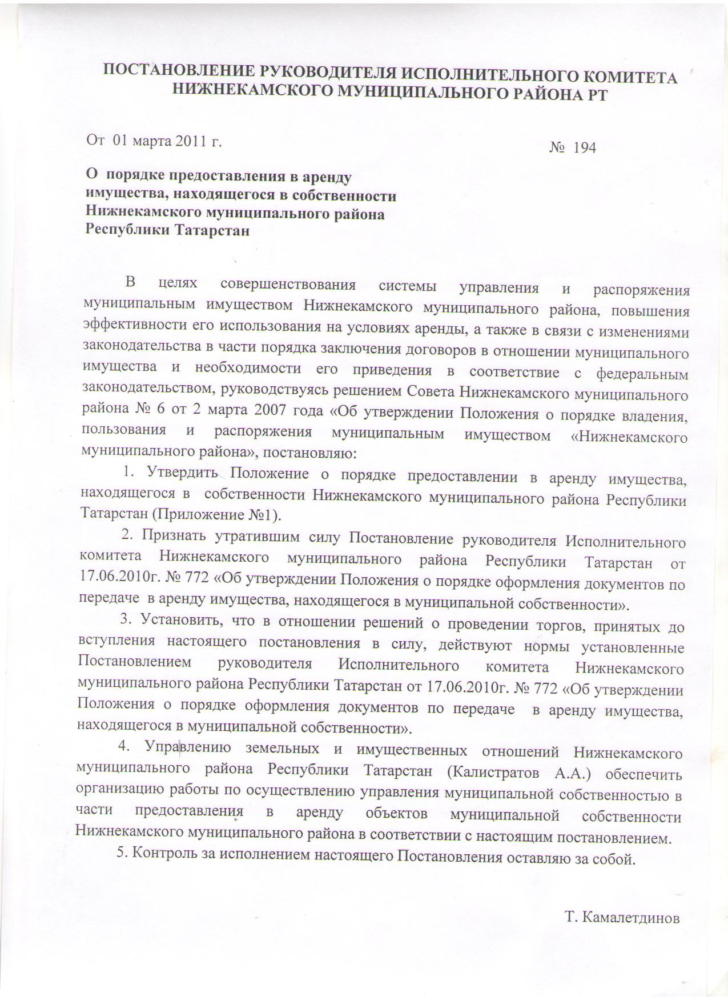 ПОСТАНОВЛЕНИЕ РУКОВОДИТЕЛЯ ИСПОЛНИТЕЛЬНОГО КОМИТЕТА
НИЖНЕКАМСКОГО МУНИЦИПАЛЬНОГО РАЙОНА РТ
От 01 марта 2011 г.
№ 194
О порядке предоставления в аренду
имущества, находящегося в собственности
Нижнекамского муниципального района
Республики Татарстан
В целях совершенствования системы управления и распоряжения
муниципальным имуществом Нижнекамского муниципального района, повышения
эффективности его использования на условиях аренды, а также в связи с изменениями
законодательства в части порядка заключения договоров в отношении муниципального
имущества и необходимости его приведения в соответствие с федеральным
законодательством, руководствуясь решением Совета Нижнекамского муниципального
района № 6 от 2 марта 2007 года «Об утверждении Положения о порядке владения,
пользования и распоряжения муниципальным имуществом «Нижнекамского
муниципального района», постановляю:
1. Утвердить Положение о порядке предоставлении в аренду имущества,
находящегося в собственности Нижнекамского муниципального района Республики
Татарстан (Приложение №1).
2. Признать утратившим силу Постановление руководителя Исполнительного
комитета Нижнекамского муниципального района Республики Татарстан от
17.06.2010г. № 772 «Об утверждении Положения о порядке оформления документов по
передаче в аренду имущества, находящегося в муниципальной собственности».
3. Установить, что в отношении решений о проведении торгов, принятых до
вступления настоящего постановления в силу, действуют нормы установленные
Постановлением руководителя Исполнительного комитета Нижнекамского
муниципального района Республики Татарстан от 17.06.2010г. № 772 «Об утверждении
Положения о порядке оформления документов по передаче в аренду имущества,
находящегося в муниципальной собственности».
4. Управлению земельных и имущественных отношений Нижнекамского
муниципального района Республики Татарстан (Калистратов А.А.) обеспечить
организацию работы по осуществлению управления муниципальной собственностью в
части предоставления в аренду объектов муниципальной собственности
Нижнекамского муниципального района в соответствии с настоящим постановлением.
5. Контроль за исполнением настоящего Постановления оставляю за собой.
Т. Камалетдинов